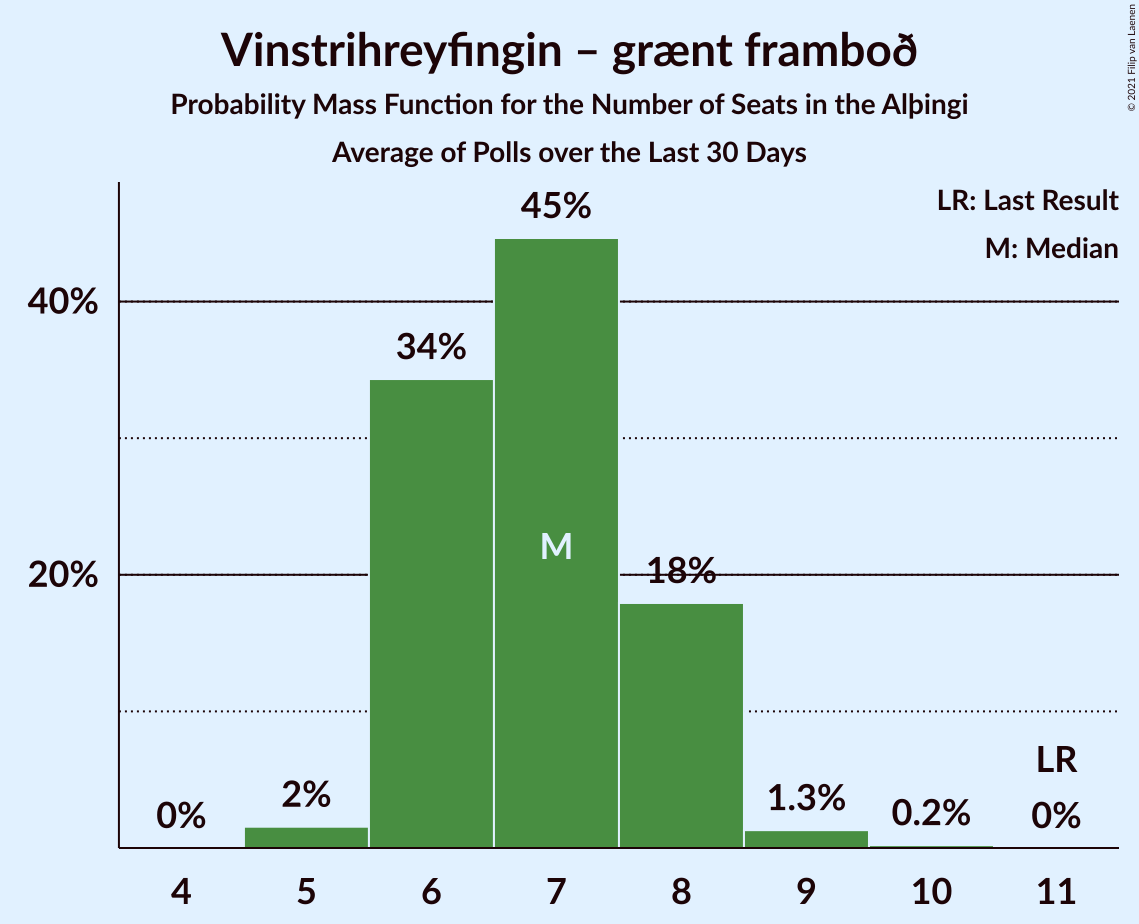 Vinstrihreyfingin – grænt framboð
Probability Mass Function for the Number of Seats in the Alþingi
Average of Polls over the Last 30 Days
© 2021 Filip van Laenen
LR: Last Result
M: Median
45%
40%
34%
M
20%
18%
LR
2%
1.3%
0%
0.2%
0%
4 5 6 7 8 9 10 11